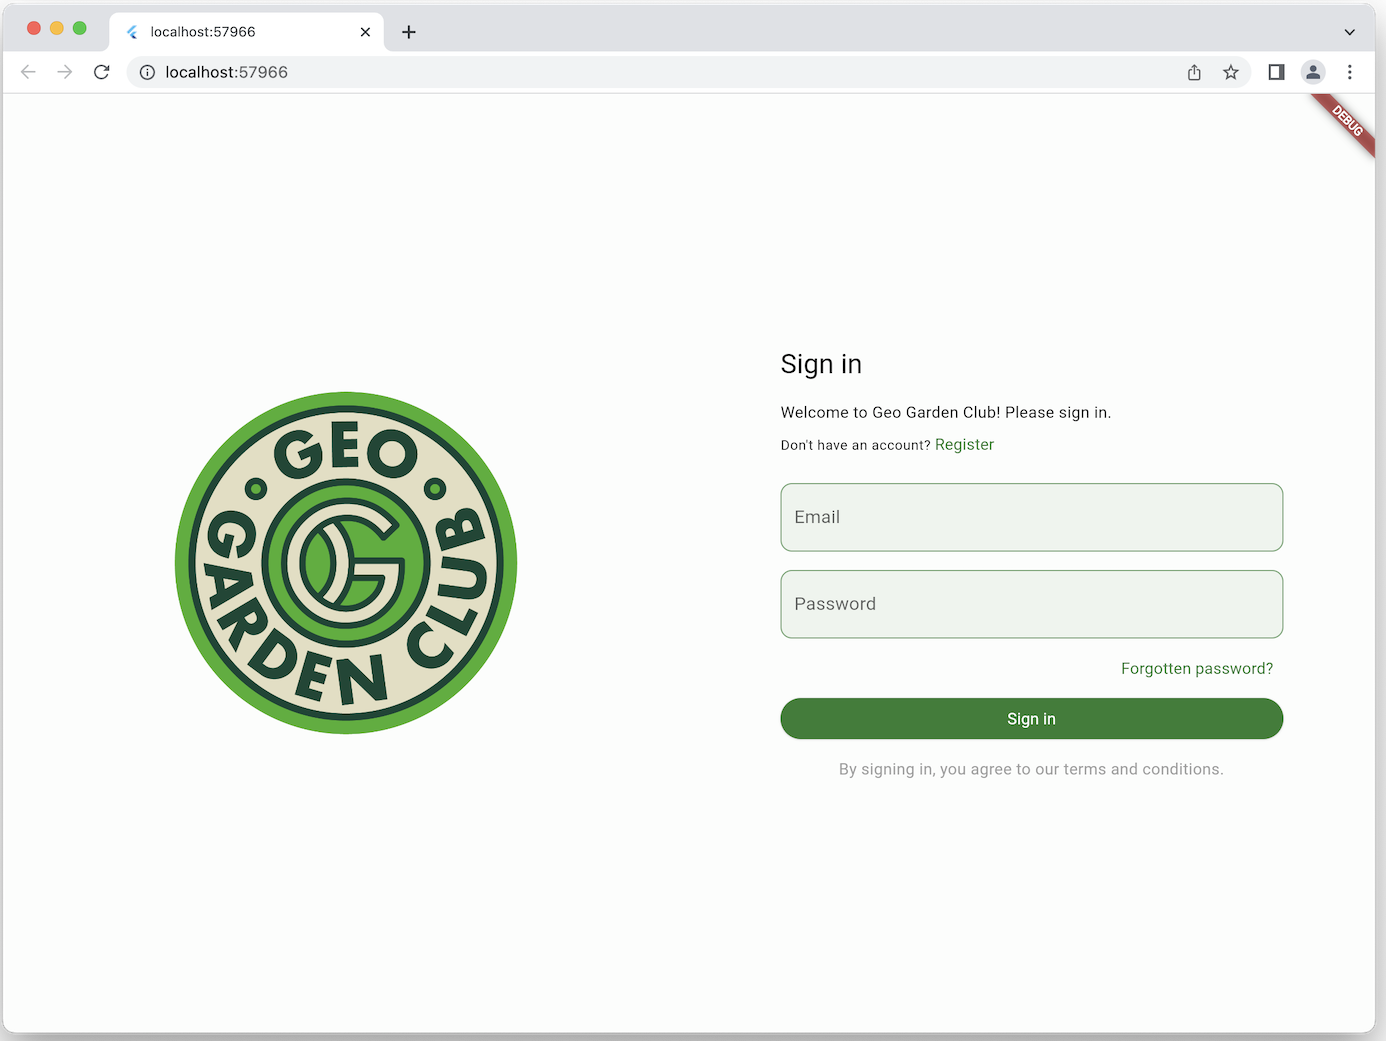 localhost:57966
localhost:57966
DEBUG
GEO
GARDEN CLUB
Sign in
Welcome to Geo Garden Club! Please sign in.
Don't have an account? Register
Email
Password
Forgotten password?
Sign in
By signing in, you agree to our terms and conditions.